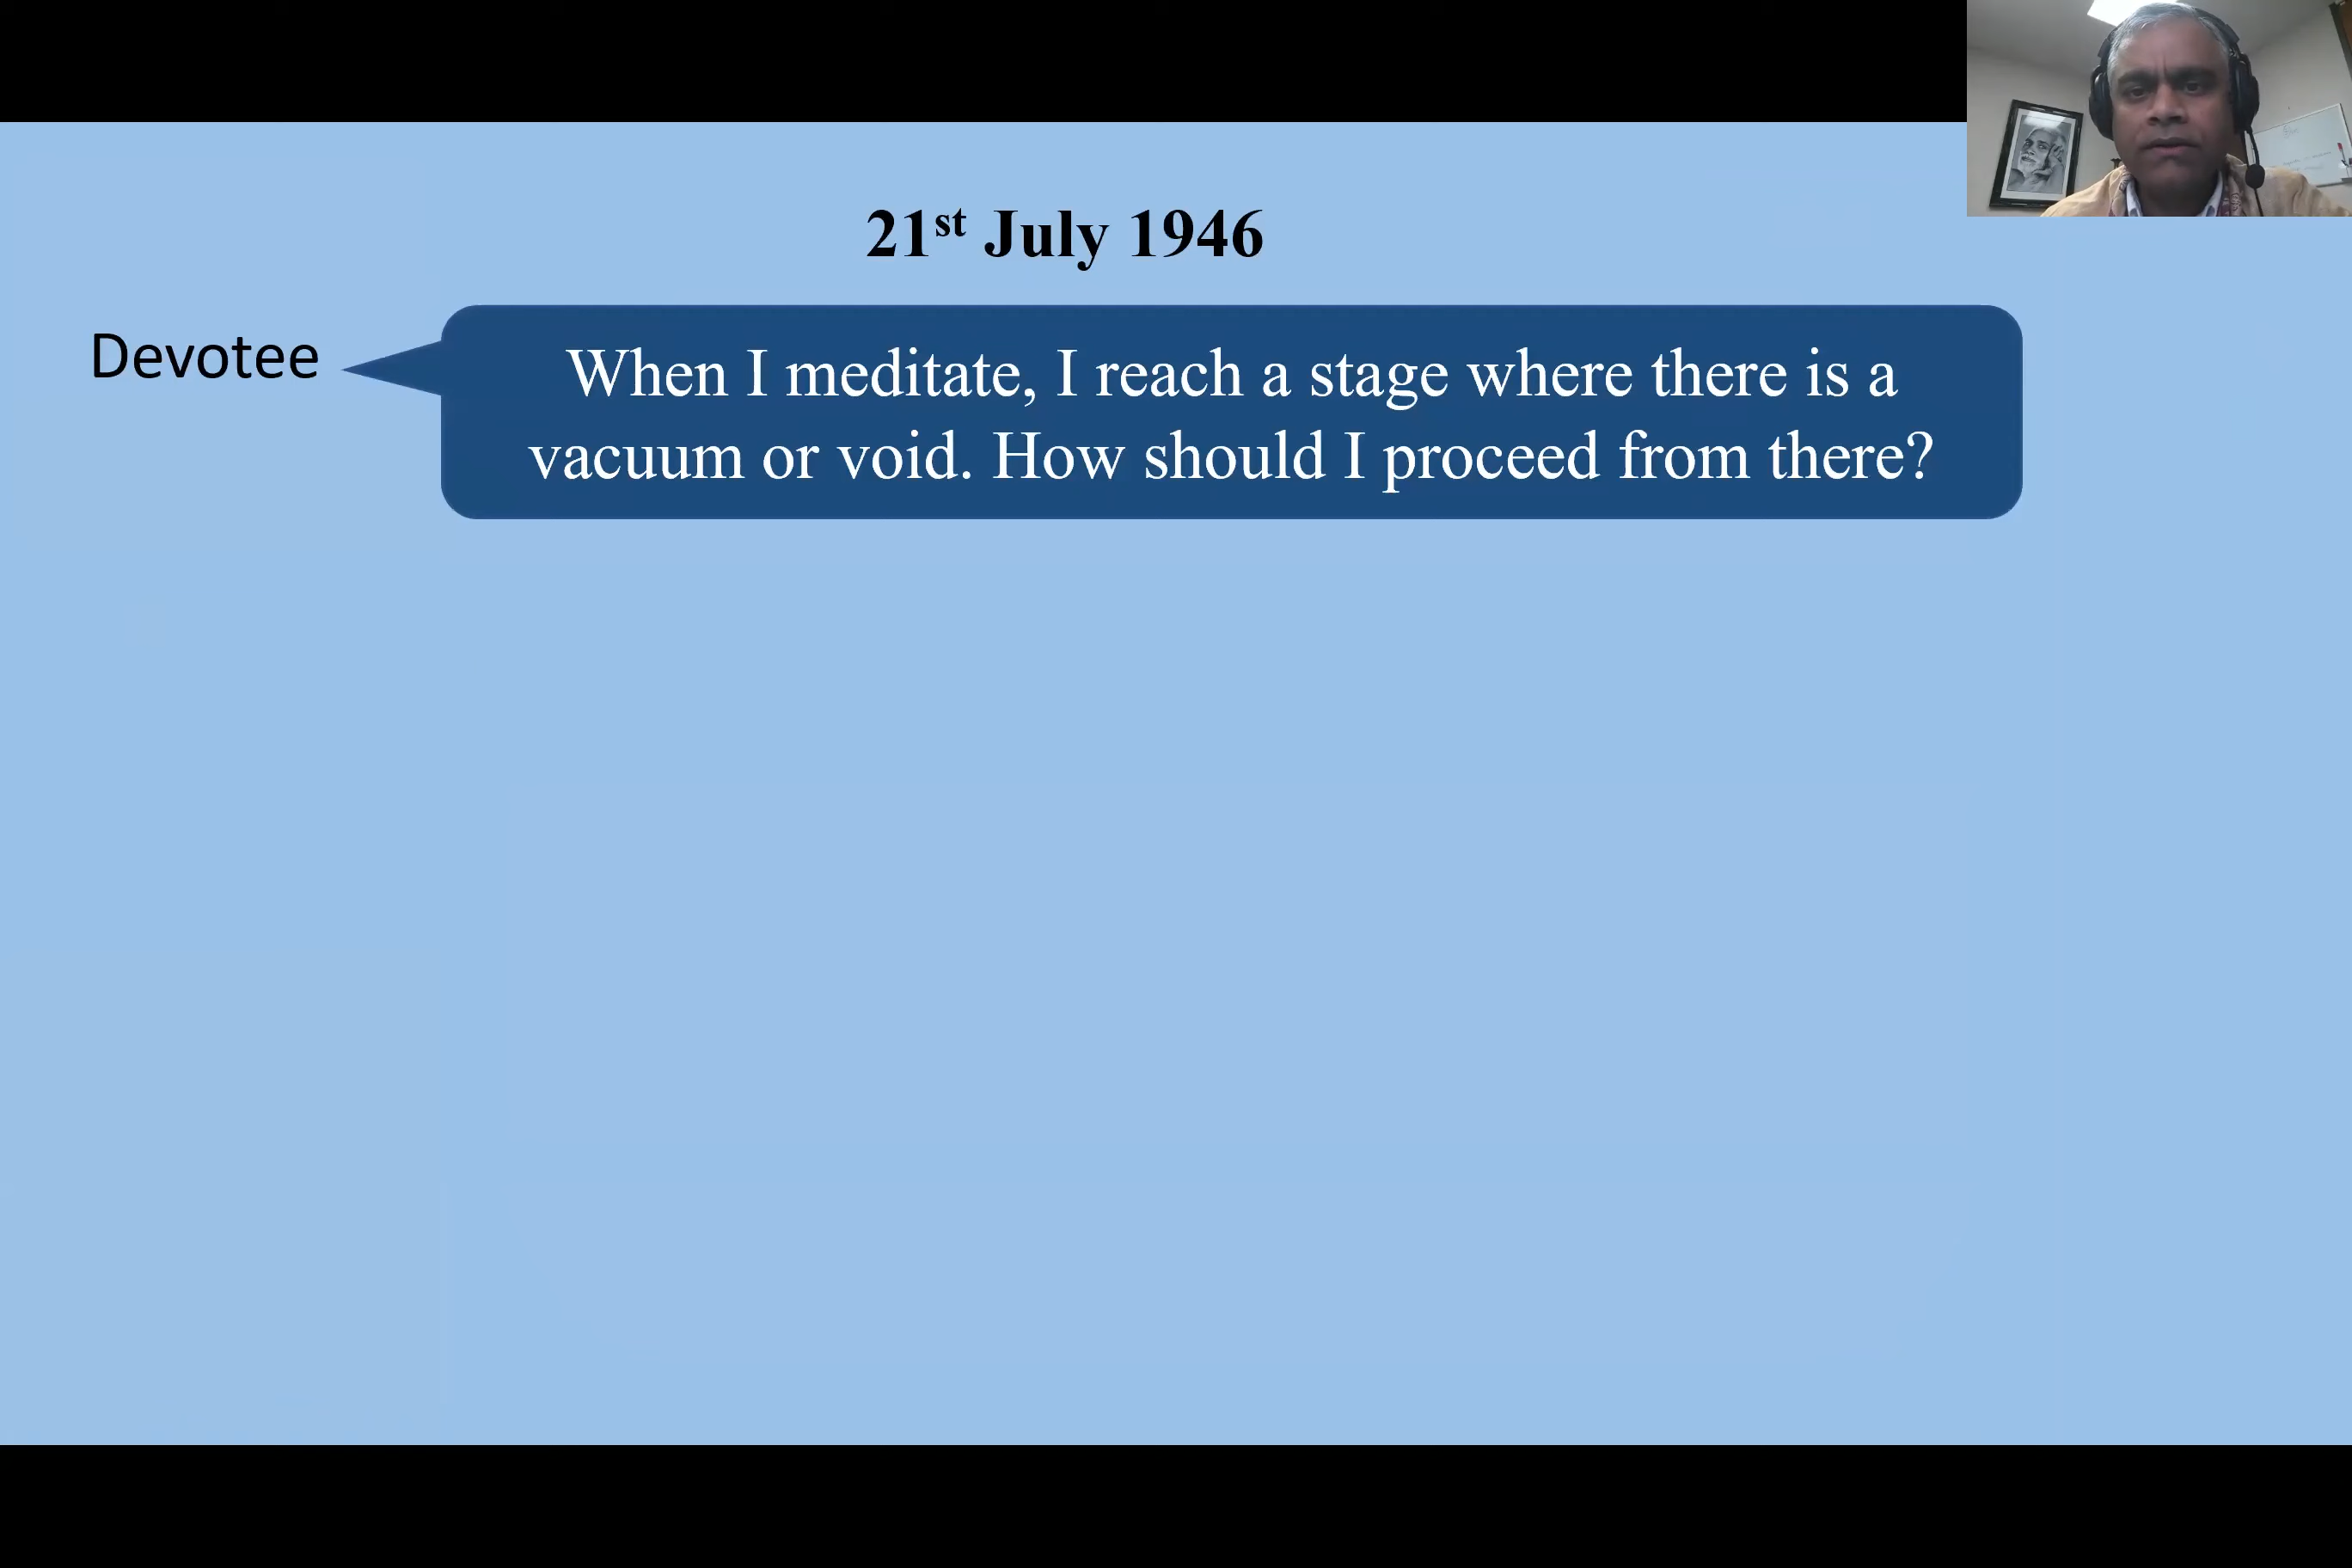 21st July 1946
Devotee
When I meditate, I reach a stage where there is a
vacuum or void. How should I proceed from there?